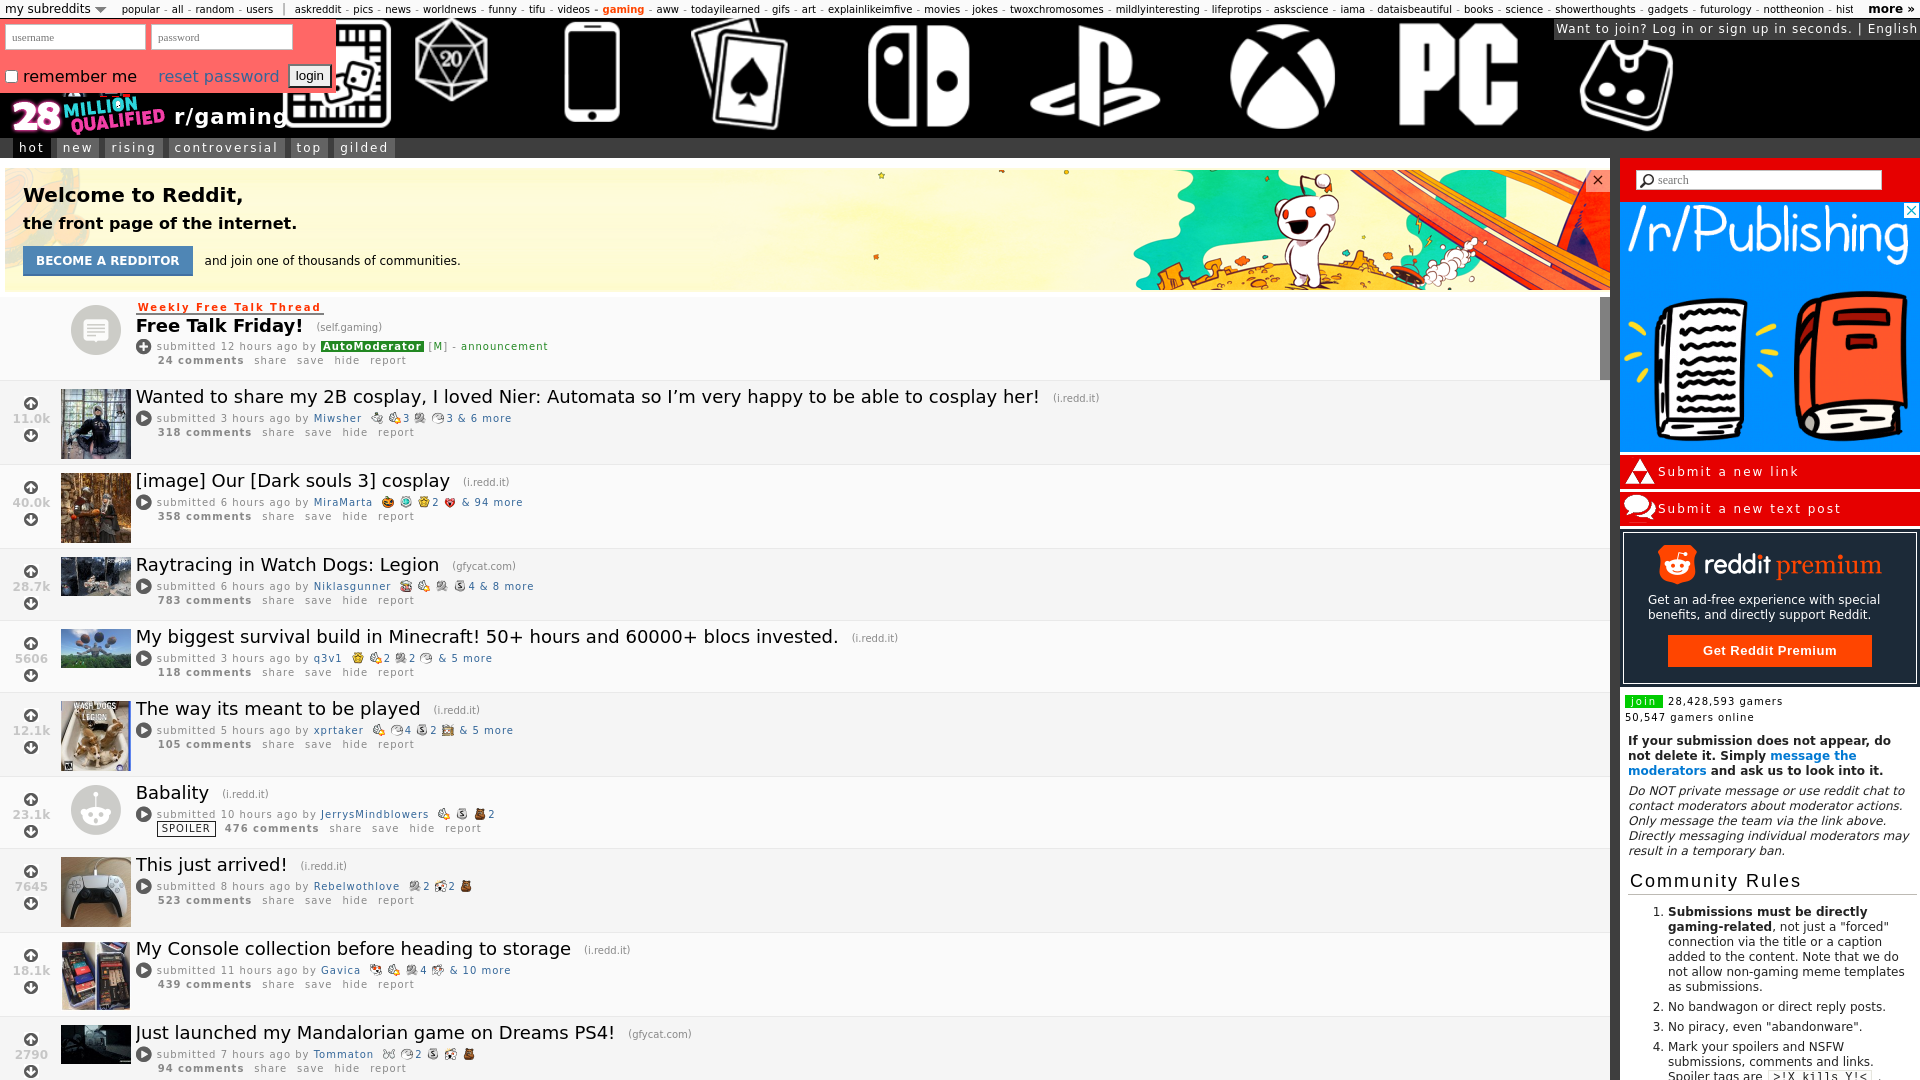 my subreddits
popular - all - random - users | askreddit - pics - news - worldnews - funny - tifu - videos - gaming - aww - todayilearned - gifs - art - explainlikeimfive - movies - jokes - twoxchromosomes - mildlyinteresting - lifeprotips - askscience - iama - dataisbeautiful - books - science - showerthoughts - gadgets - futurology - nottheonion - hist
more »
username
password
remember me
reset password
login
Want to join? Log in or sign up in seconds. | English
20
PC
28 MILLION QUALIFIED
r/gaming
hot
new
rising
controversial
top
gilded
Welcome to Reddit,
the front page of the internet.
BECOME A REDDITOR
and join one of thousands of communities.
Weekly Free Talk Thread
Free Talk Friday! (self.gaming)
submitted 12 hours ago by AutoModerator [M] - announcement
24 comments share save hide report
11.0k
Wanted to share my 2B cosplay, I loved Nier: Automata so I’m very happy to be able to cosplay her! (i.redd.it)
submitted 3 hours ago by Miwsher 3 3 & 6 more
318 comments share save hide report
40.0k
[image] Our [Dark souls 3] cosplay (i.redd.it)
submitted 6 hours ago by MiraMarta 2 & 94 more
358 comments share save hide report
28.7k
Raytracing in Watch Dogs: Legion (gfycat.com)
submitted 6 hours ago by Niklasgunner 4 & 8 more
783 comments share save hide report
5606
My biggest survival build in Minecraft! 50+ hours and 60000+ blocs invested. (i.redd.it)
submitted 3 hours ago by q3v1 2 2 & 5 more
118 comments share save hide report
12.1k
WASH DOGS
LEGION
The way its meant to be played (i.redd.it)
submitted 5 hours ago by xprtaker 4 2 & 5 more
105 comments share save hide report
23.1k
Babality (i.redd.it)
submitted 10 hours ago by JerrysMindblowers 2
SPOILER 476 comments share save hide report
7645
This just arrived! (i.redd.it)
submitted 8 hours ago by Rebelwothlove 2 2
523 comments share save hide report
18.1k
My Console collection before heading to storage (i.redd.it)
submitted 11 hours ago by Gavica 4 & 10 more
439 comments share save hide report
2790
Just launched my Mandalorian game on Dreams PS4! (gfycat.com)
submitted 7 hours ago by Tommaton 2
94 comments share save hide report
search
/r/Publishing
Submit a new link
Submit a new text post
reddit premium
Get an ad-free experience with special
benefits, and directly support Reddit.
Get Reddit Premium
join 28,428,593 gamers
50,547 gamers online
If your submission does not appear, do
not delete it. Simply message the
moderators and ask us to look into it.
Do NOT private message or use reddit chat to
contact moderators about moderator actions.
Only message the team via the link above.
Directly messaging individual moderators may
result in a temporary ban.
Community Rules
1. Submissions must be directly
gaming-related, not just a "forced"
connection via the title or a caption
added to the content. Note that we do
not allow non-gaming meme templates
as submissions.
2. No bandwagon or direct reply posts.
3. No piracy, even "abandonware".
4. Mark your spoilers and NSFW
submissions, comments and links.
Spoiler tags are >!X kills Y!< .